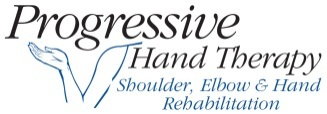 Progressive
Hand Therapy
Shoulder, Elbow & Hand
Rehabilitation